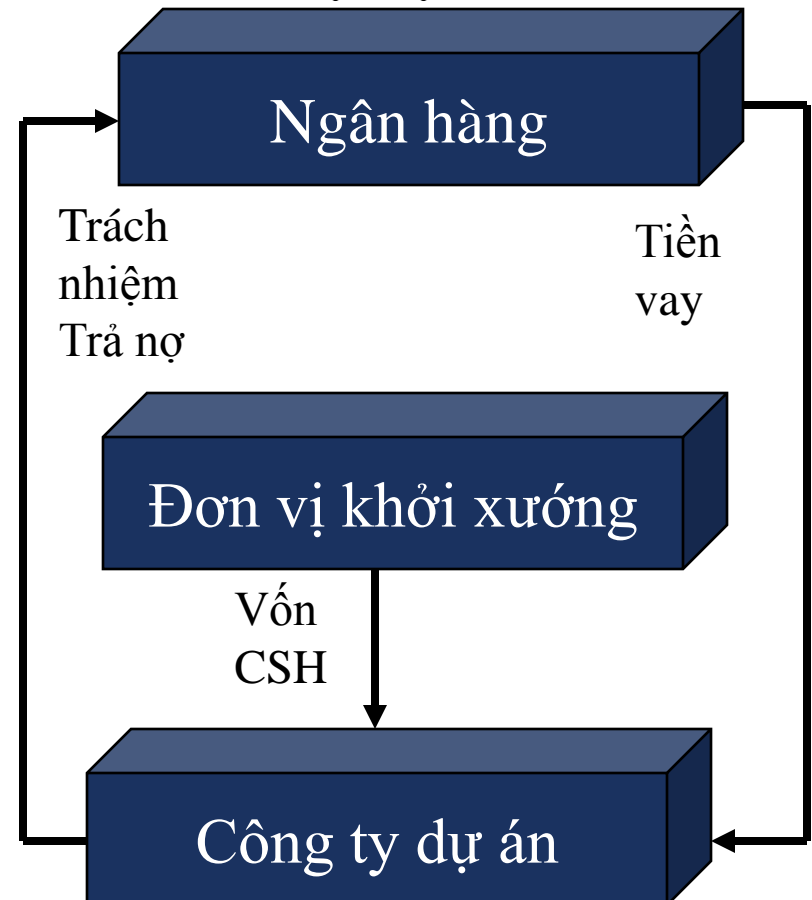 Ngân hàng
Trách
nhiệm
Trả nợ
Tiền
vay
Đơn vị khởi xướng
Vốn
CSH
Công ty dự án